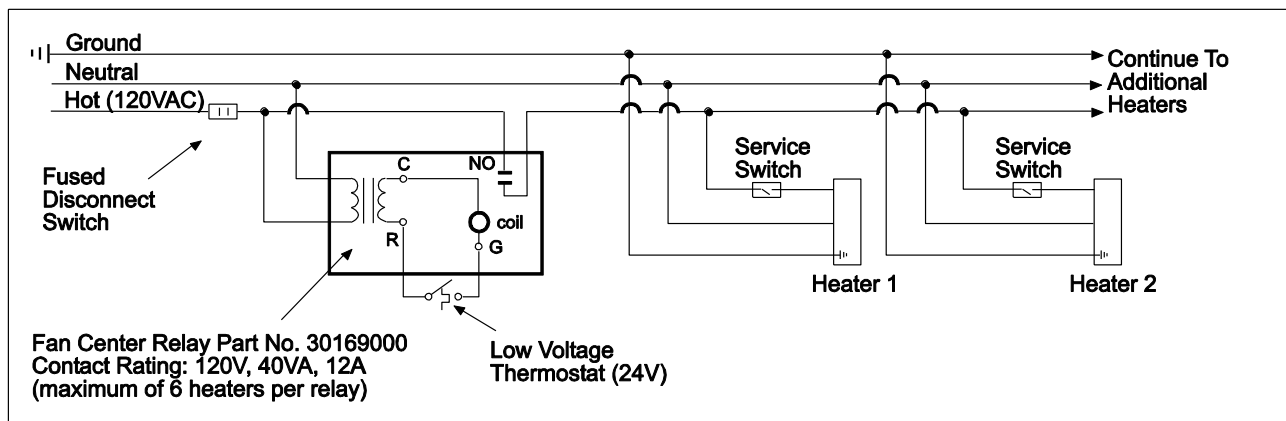 Ground
Neutral
Hot (120VAC)
Continue To
Additional
Heaters
Fused
Disconnect
Switch
C
NO
coil
R
G
Service
Switch
Service
Switch
Heater 1
Heater 2
Fan Center Relay Part No. 30169000
Contact Rating: 120V, 40VA, 12A
(maximum of 6 heaters per relay)
Low Voltage
Thermostat (24V)